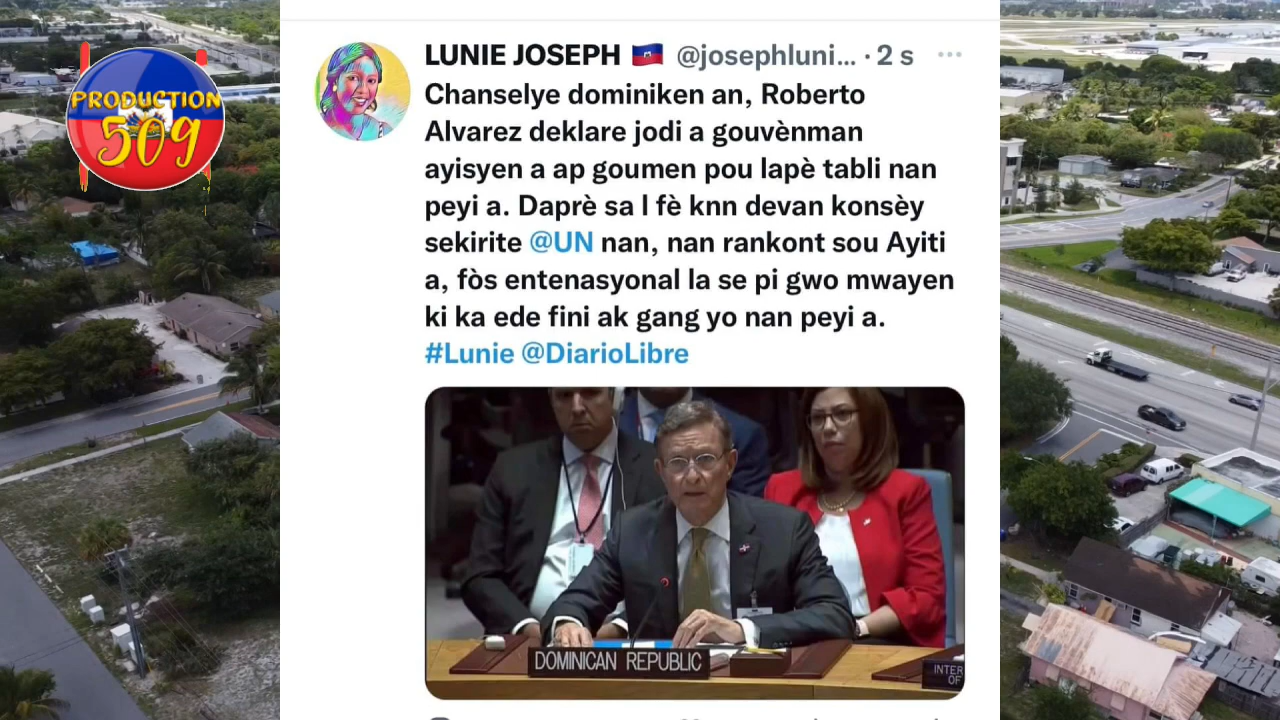 PRODUCTION
509
LUNIE JOSEPH 🇭🇹 @josephluni... · 2 s
Chanselye dominiken an, Roberto
Alvarez deklare jodi a gouvènman
ayisyen a ap goumen pou lapè tabli nan
peyi a. Daprè sa l fè knn devan konsèy
sekirite @UN nan, nan rankont sou Ayiti
a, fòs entenasyonal la se pi gwo mwayen
ki ka ede fini ak gang yo nan peyi a.
#Lunie @DiarioLibre
DOMINICAN REPUBLIC
INTER
OF